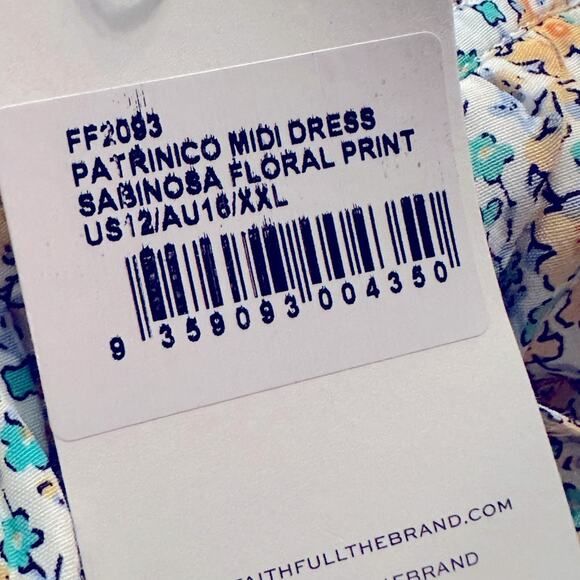 FF2093
PATRINICO MIDI DRESS
SABINOSA FLORAL PRINT
US12/AU16/XXL
9 359093 004350
FAITHFULLTHEBRAND.COM